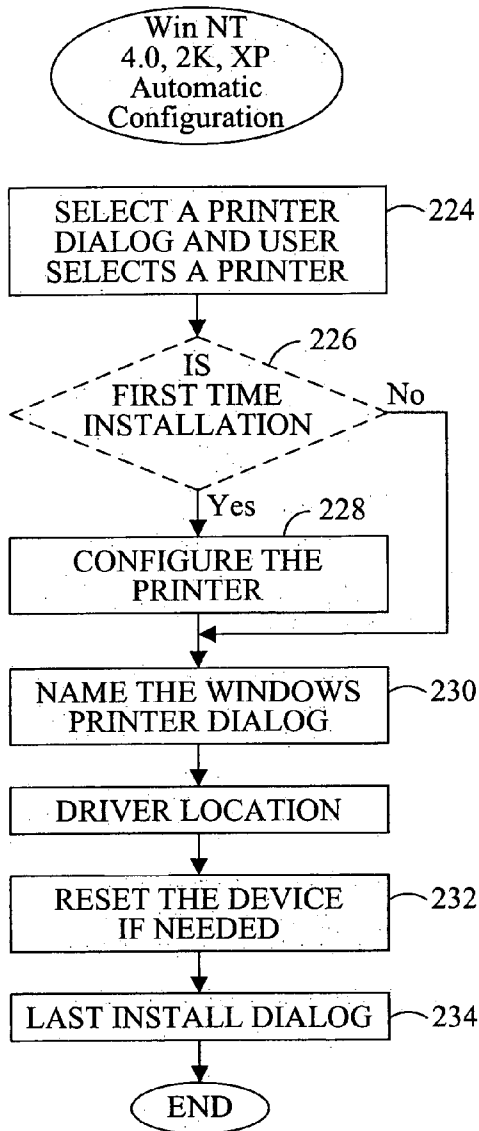 Win NT
4.0, 2K, XP
Automatic
Configuration
SELECT A PRINTER
DIALOG AND USER
SELECTS A PRINTER
224
226
IS
FIRST TIME
INSTALLATION
No
Yes
228
CONFIGURE THE
PRINTER
NAME THE WINDOWS
PRINTER DIALOG
230
DRIVER LOCATION
RESET THE DEVICE
IF NEEDED
232
LAST INSTALL DIALOG
234
END